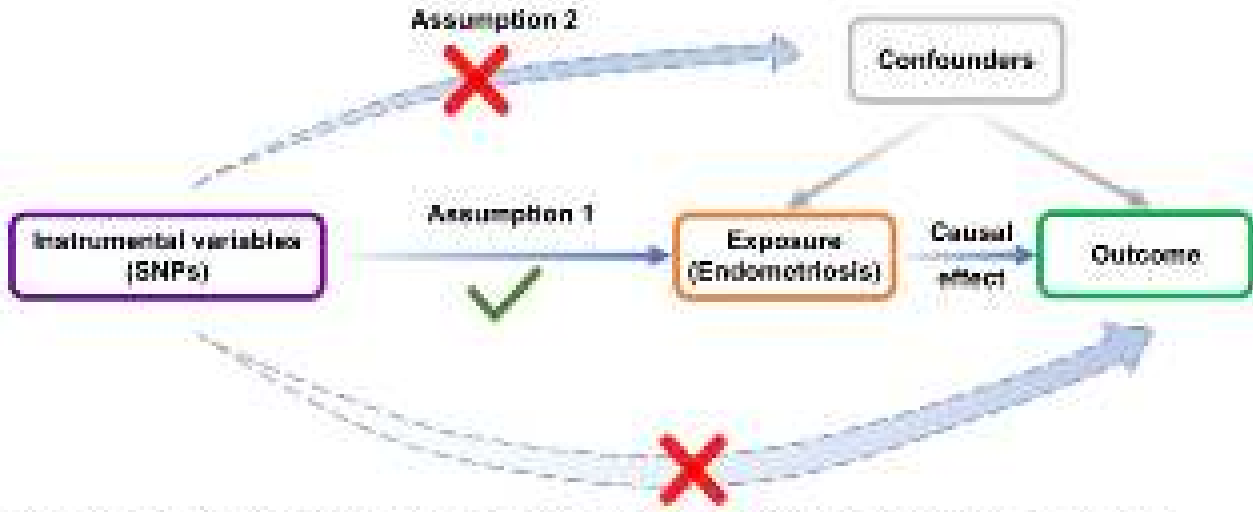 Assumption 2
Confounders
Assumption 1
Instrumental variables
(SNPs)
Exposure
(Endometriosis)
Causal
effect
Outcome